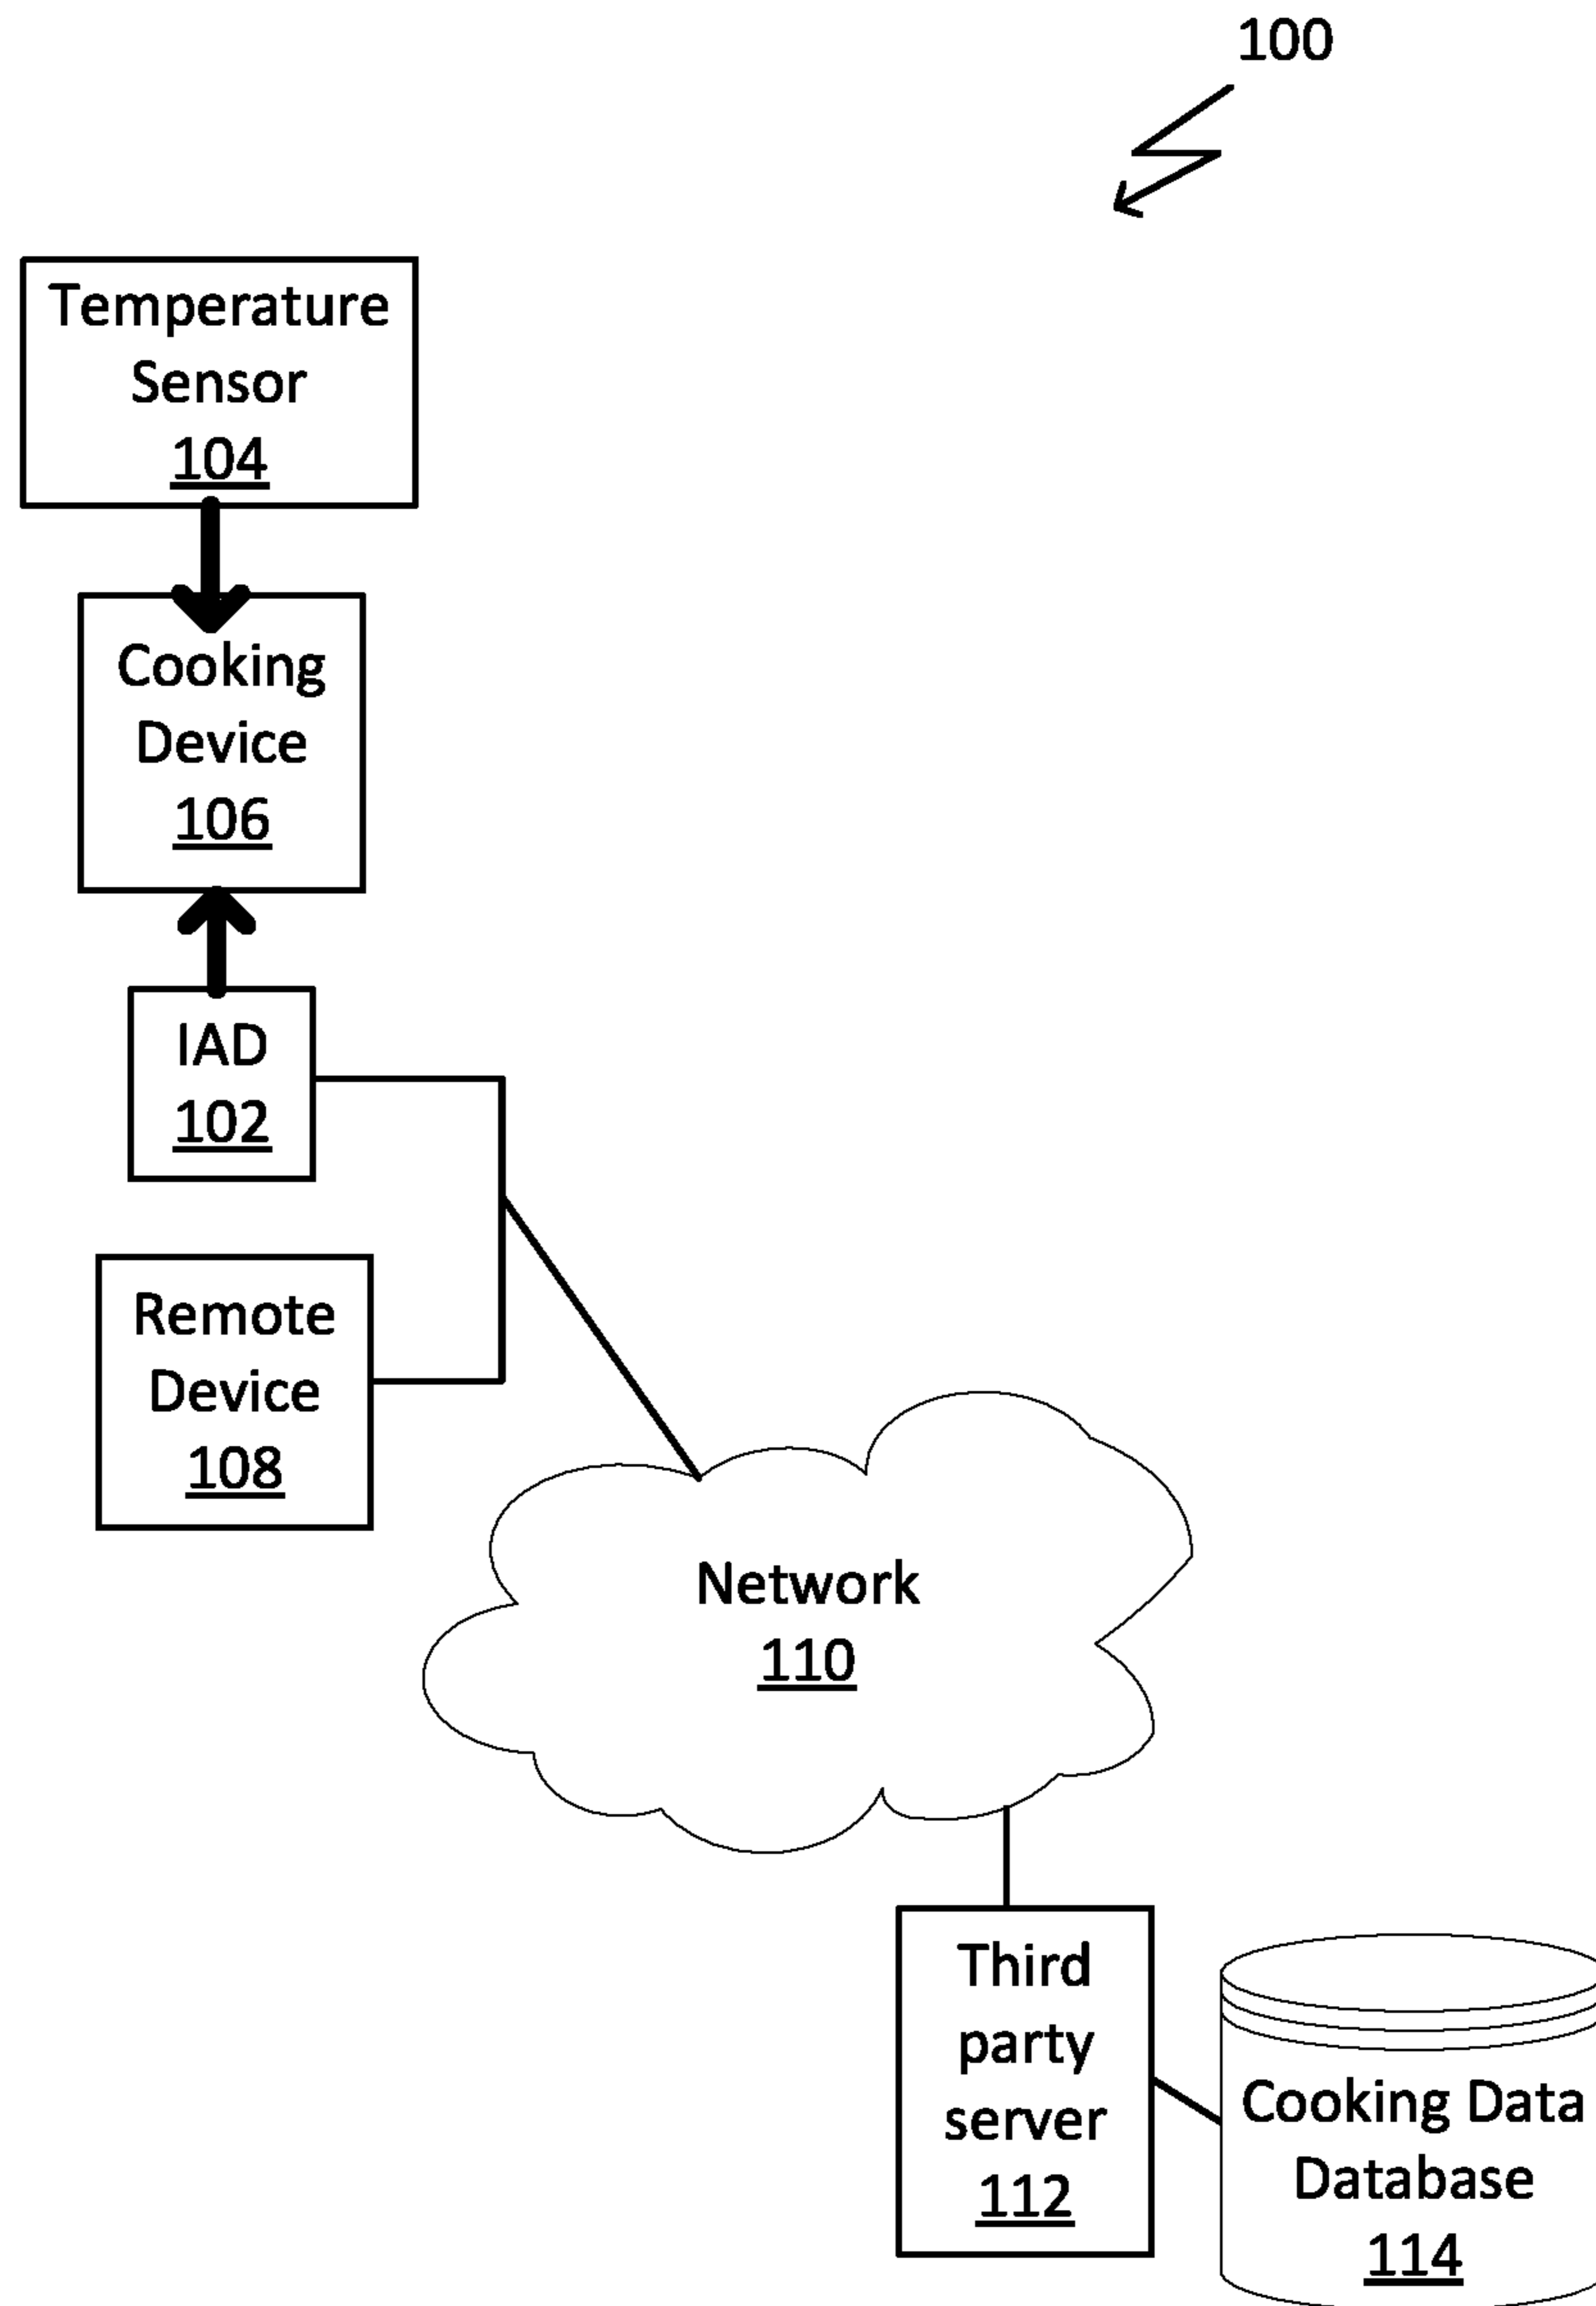 100
Temperature
Sensor
104
Cooking
Device
106
IAD
102
Remote
Device
108
Network
110
Third
party
server
112
Cooking Data
Database
114